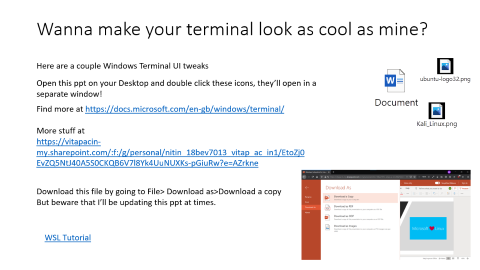 Wanna make your terminal look as cool as mine?
Here are a couple Windows Terminal UI tweaks
Open this ppt on your Desktop and double click these icons, they'll open in a
separate window!
Find more at https://docs.microsoft.com/en-gb/windows/terminal/
More stuff at
https://vitapacin-
my.sharepoint.com/:f:/g/personal/nitin_18bev7013_vitap_ac_in1/EtoZj0
EvZQ5NtJ40A5S0CKQB6V7l8Yk4UuNUXKs-pGiuRw?e=AZrkne
Download this file by going to File> Download as>Download a copy
But beware that I'll be updating this ppt at times.
WSL Tutorial
ubuntu-logo32.png
Document
Kali_Linux.png
Download As